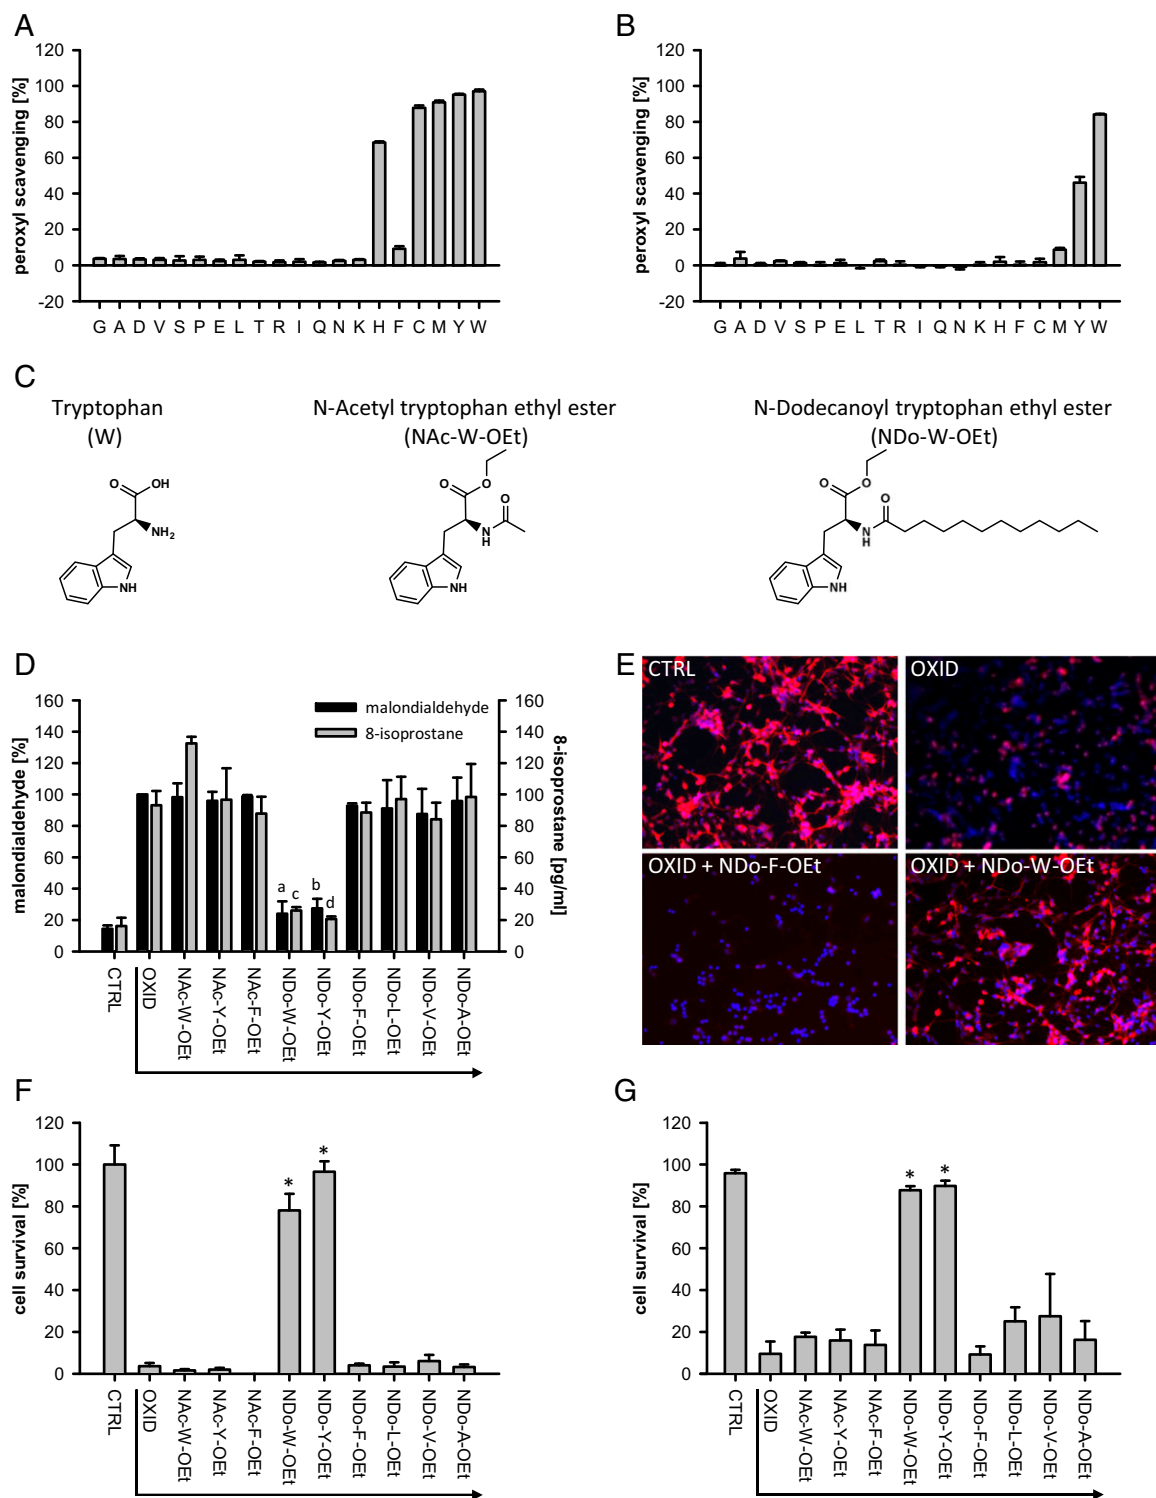 A
peroxyl scavenging [%]
120
100
80
60
40
20
0
-20
G A D V S P E L T R I Q N K H F C M Y W
B
peroxyl scavenging [%]
120
100
80
60
40
20
0
-20
G A D V S P E L T R I Q N K H F C M Y W
C
Tryptophan
(W)
O OH
NH2
NH
N-Acetyl tryptophan ethyl ester
(NAc-W-OEt)
O O O
N
H
NH
N-Dodecanoyl tryptophan ethyl ester
(NDo-W-OEt)
O O O
N
H
NH
D
malondialdehyde [%]
160
140
120
100
80
60
40
20
0
malondialdehyde
8-isoprostane
a c b d
8-isoprostane [pg/ml]
160
140
120
100
80
60
40
20
0
CTRL
OXID
NAc-W-OEt
NAc-Y-OEt
NAc-F-OEt
NDo-W-OEt
NDo-Y-OEt
NDo-F-OEt
NDo-L-OEt
NDo-V-OEt
NDo-A-OEt
E
CTRL
OXID
OXID + NDo-F-OEt
OXID + NDo-W-OEt
F
cell survival [%]
120
100
80
60
40
20
0
* *
CTRL
OXID
NAc-W-OEt
NAc-Y-OEt
NAc-F-OEt
NDo-W-OEt
NDo-Y-OEt
NDo-F-OEt
NDo-L-OEt
NDo-V-OEt
NDo-A-OEt
G
cell survival [%]
120
100
80
60
40
20
0
* *
CTRL
OXID
NAc-W-OEt
NAc-Y-OEt
NAc-F-OEt
NDo-W-OEt
NDo-Y-OEt
NDo-F-OEt
NDo-L-OEt
NDo-V-OEt
NDo-A-OEt